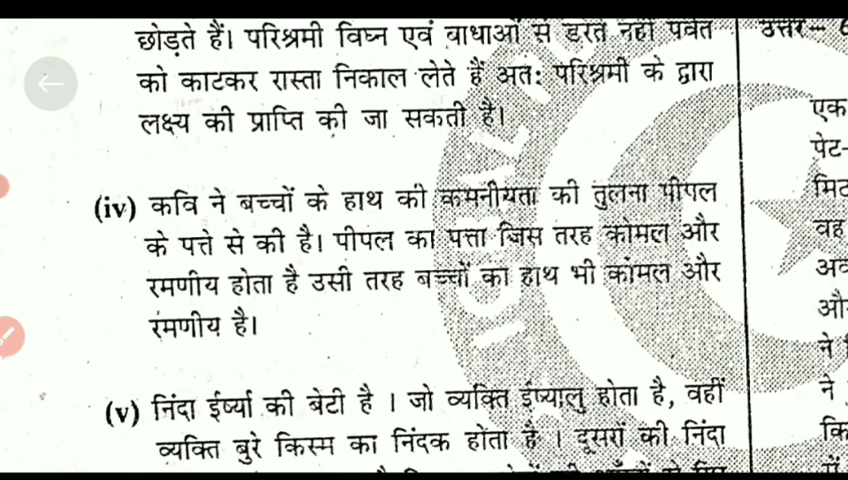 छोड़ते हैं। परिश्रमी विघ्न एवं बाधाओं से डरते नहीं पर्वत
को काटकर रास्ता निकाल लेते हैं अतः परिश्रमी के द्वारा
लक्ष्य की प्राप्ति की जा सकती है।
(iv) कवि ने बच्चों के हाथ की कमनीयता की तुलना पीपल
के पत्ते से की है। पीपल का पत्ता जिस तरह कोमल और
रमणीय होता है उसी तरह बच्चों का हाथ भी कोमल और
रमणीय है।
(v) निंदा ईर्ष्या की बेटी है । जो व्यक्ति ईष्यालु होता है, वहीं
व्यक्ति बुरे किस्म का निंदक होता है । दूसरों की निंदा
उत्तर–
एक
पेट-
मिट
वह
और
ने
ने
कि
में